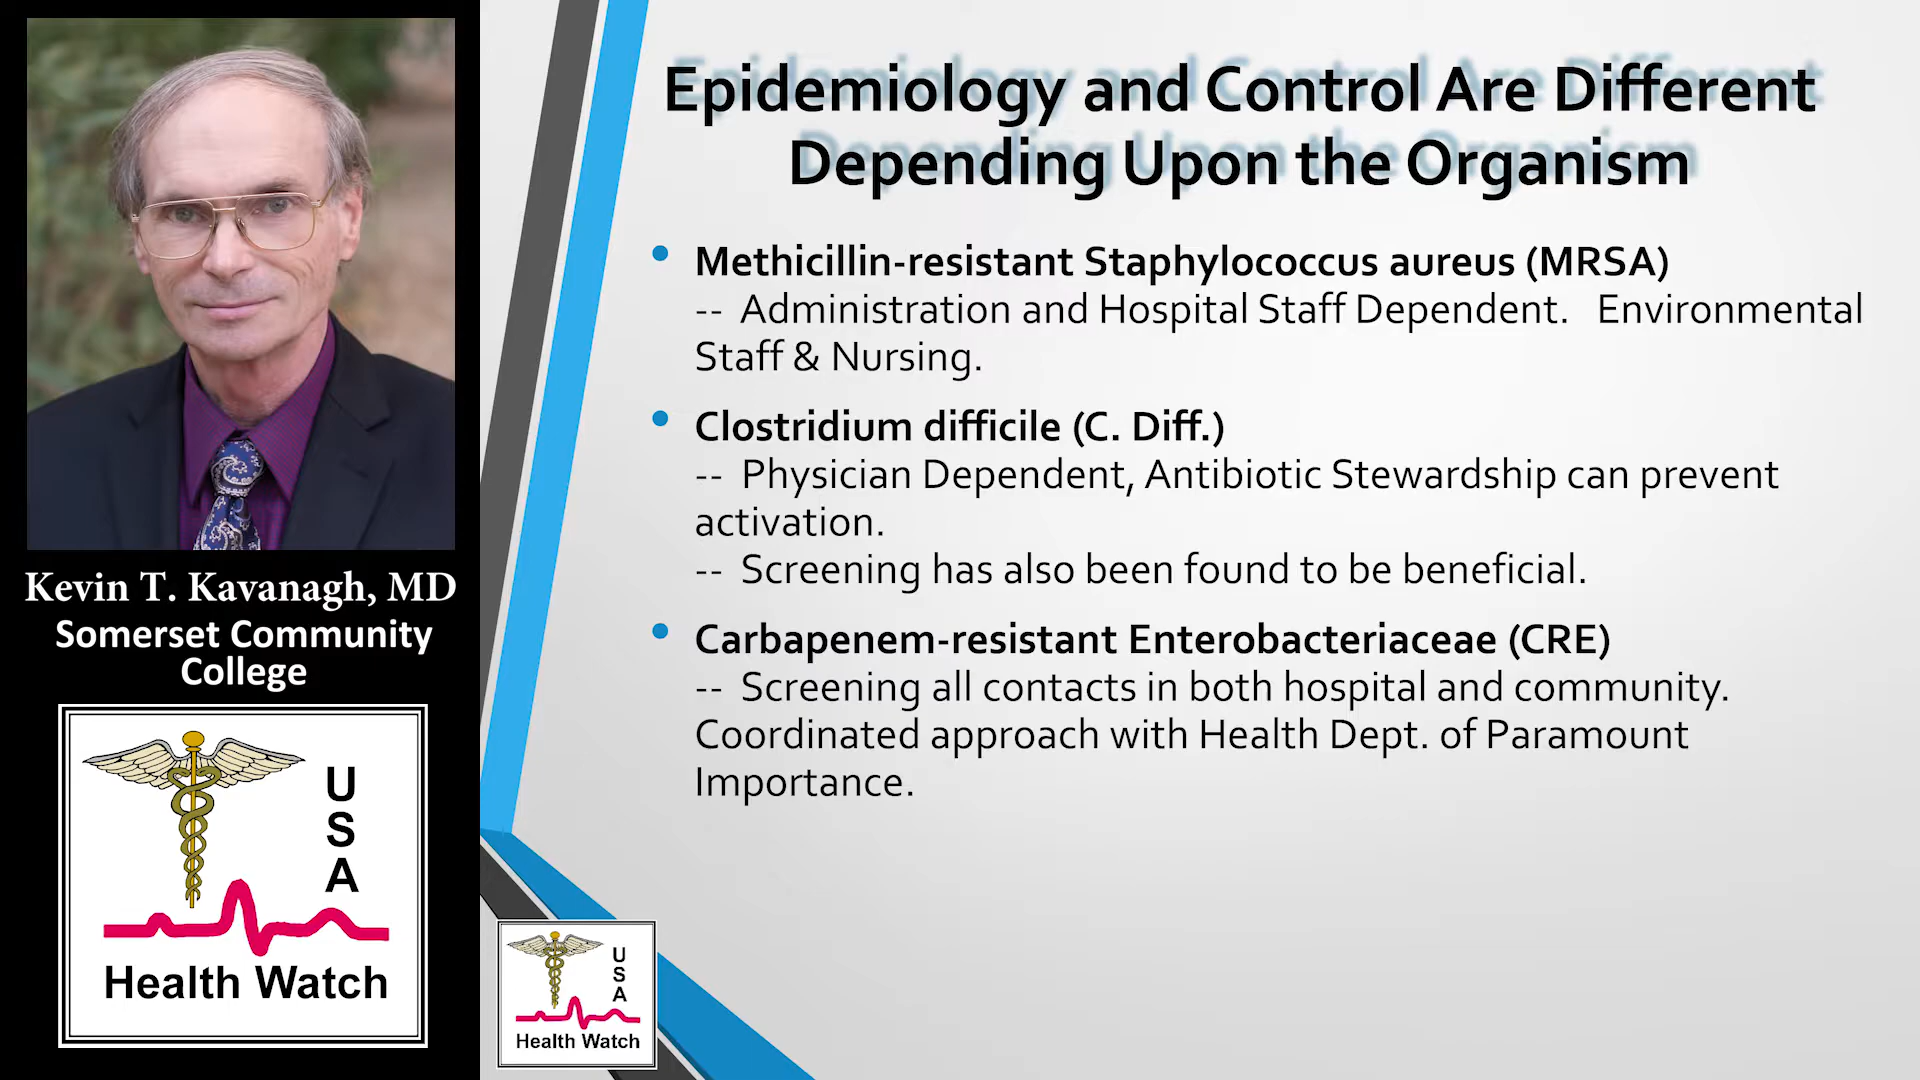 Kevin T. Kavanagh, MD
Somerset Community
College
U
S
A
Health Watch
Epidemiology and Control Are Different
Depending Upon the Organism
• Methicillin-resistant Staphylococcus aureus (MRSA)
-- Administration and Hospital Staff Dependent. Environmental
Staff & Nursing.
• Clostridium difficile (C. Diff.)
-- Physician Dependent, Antibiotic Stewardship can prevent
activation.
-- Screening has also been found to be beneficial.
• Carbapenem-resistant Enterobacteriaceae (CRE)
-- Screening all contacts in both hospital and community.
Coordinated approach with Health Dept. of Paramount
Importance.
U
S
A
Health Watch